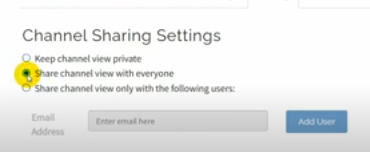 Channel Sharing Settings
Keep channel view private
Share channel view with everyone
Share channel view only with the following users:
Email
Address
Enter email here
Add User